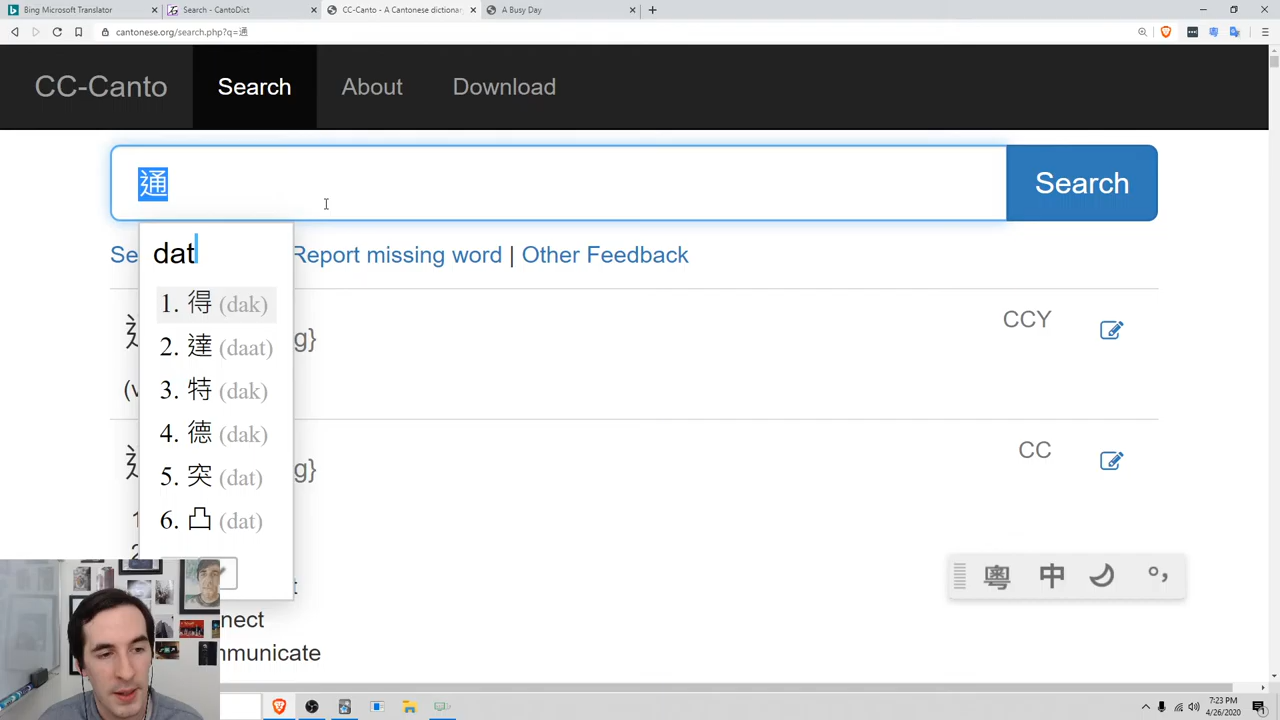 Bing Microsoft Translator
Search - CantoDict
CC-Canto - A Cantonese dictionar
A Busy Day
cantonese.org/search.php?q=通
CC-Canto
Search
About
Download
通
Search
dat
Se
Report missing word | Other Feedback
1. 得 (dak)
2. 達 (daat)
3. 特 (dak)
4. 德 (dak)
5. 突 (dat)
6. 凸 (dat)
g}
CCY
(v
g}
CC
1
2
nect
mmunicate
粵 中
7:23 PM
4/26/2020